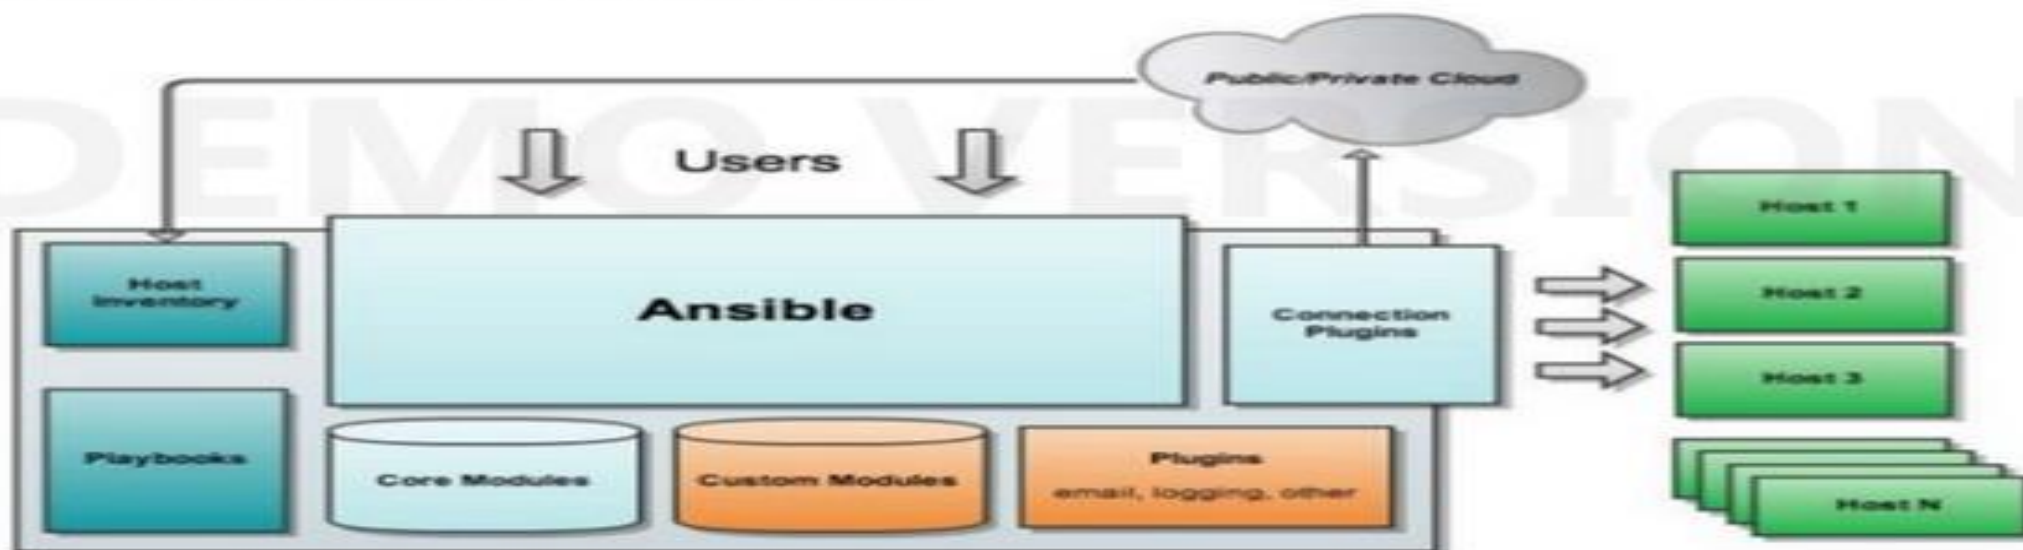 DEMO VERSION
Public/Private Cloud
Users
Host
Inventory
Ansible
Connection
Plugins
Host 1
Host 2
Host 3
Host N
Playbooks
Core Modules
Custom Modules
Plugins
email, logging, other